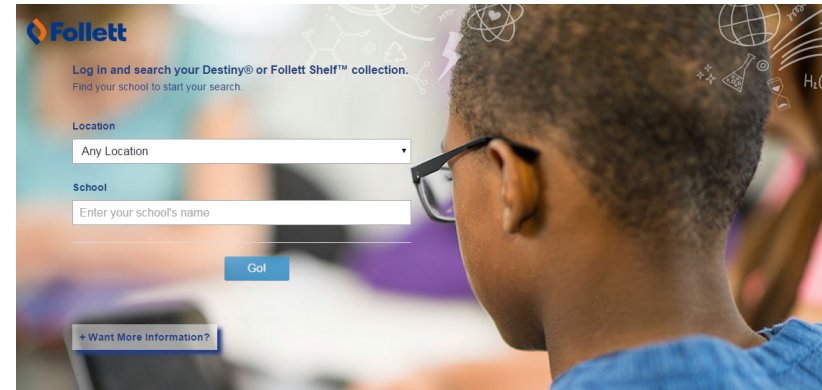 Follett
Log in and search your Destiny® or Follett Shelf™ collection.
Find your school to start your search.
Location
Any Location
School
Enter your school's name
Go!
+ Want More Information?